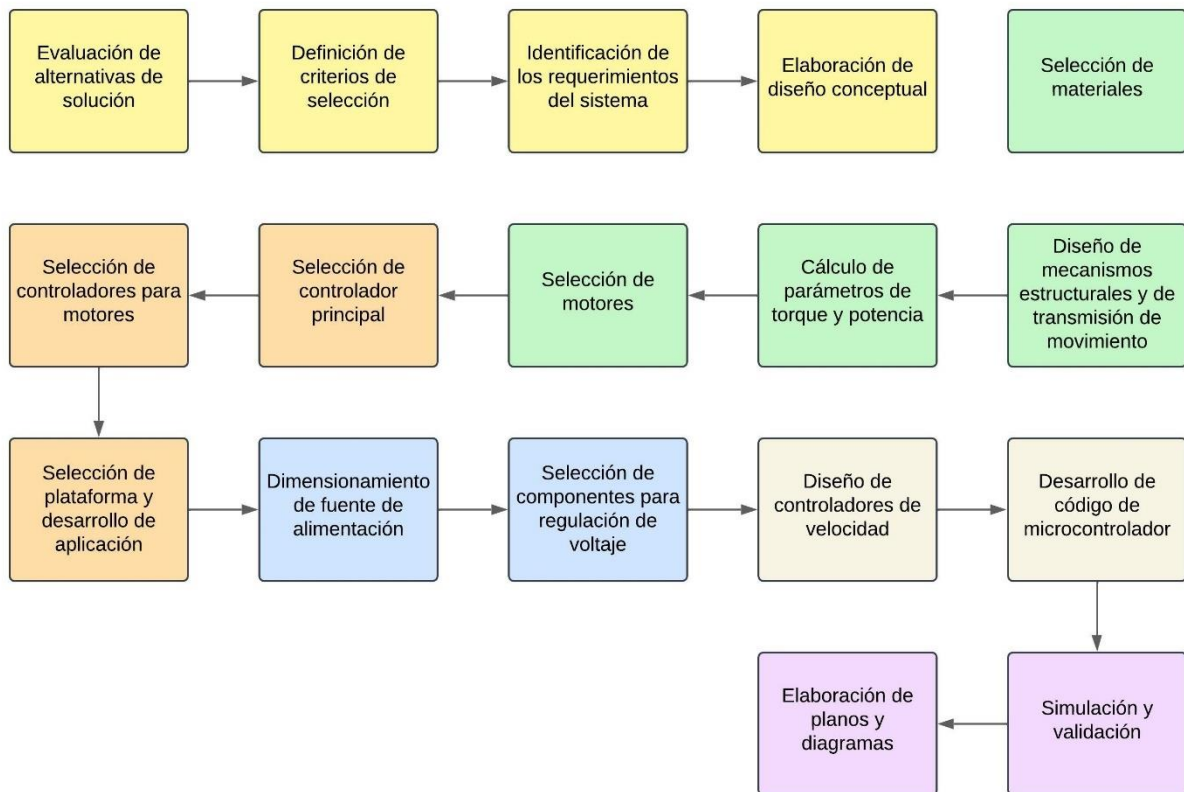 Evaluación de
alternativas de
solución
Definición de
criterios de
selección
Identificación de
los requerimientos
del sistema
Elaboración de
diseño conceptual
Selección de
materiales
Selección de
controladores para
motores
Selección de
controlador
principal
Selección de
motores
Cálculo de
parámetros de
torque y potencia
Diseño de
mecanismos
estructurales y de
transmisión de
movimiento
Selección de
plataforma y
desarrollo de
aplicación
Dimensionamiento
de fuente de
alimentación
Selección de
componentes para
regulación de
voltaje
Diseño de
controladores de
velocidad
Desarrollo de
código de
microcontrolador
Elaboración de
planos y
diagramas
Simulación y
validación